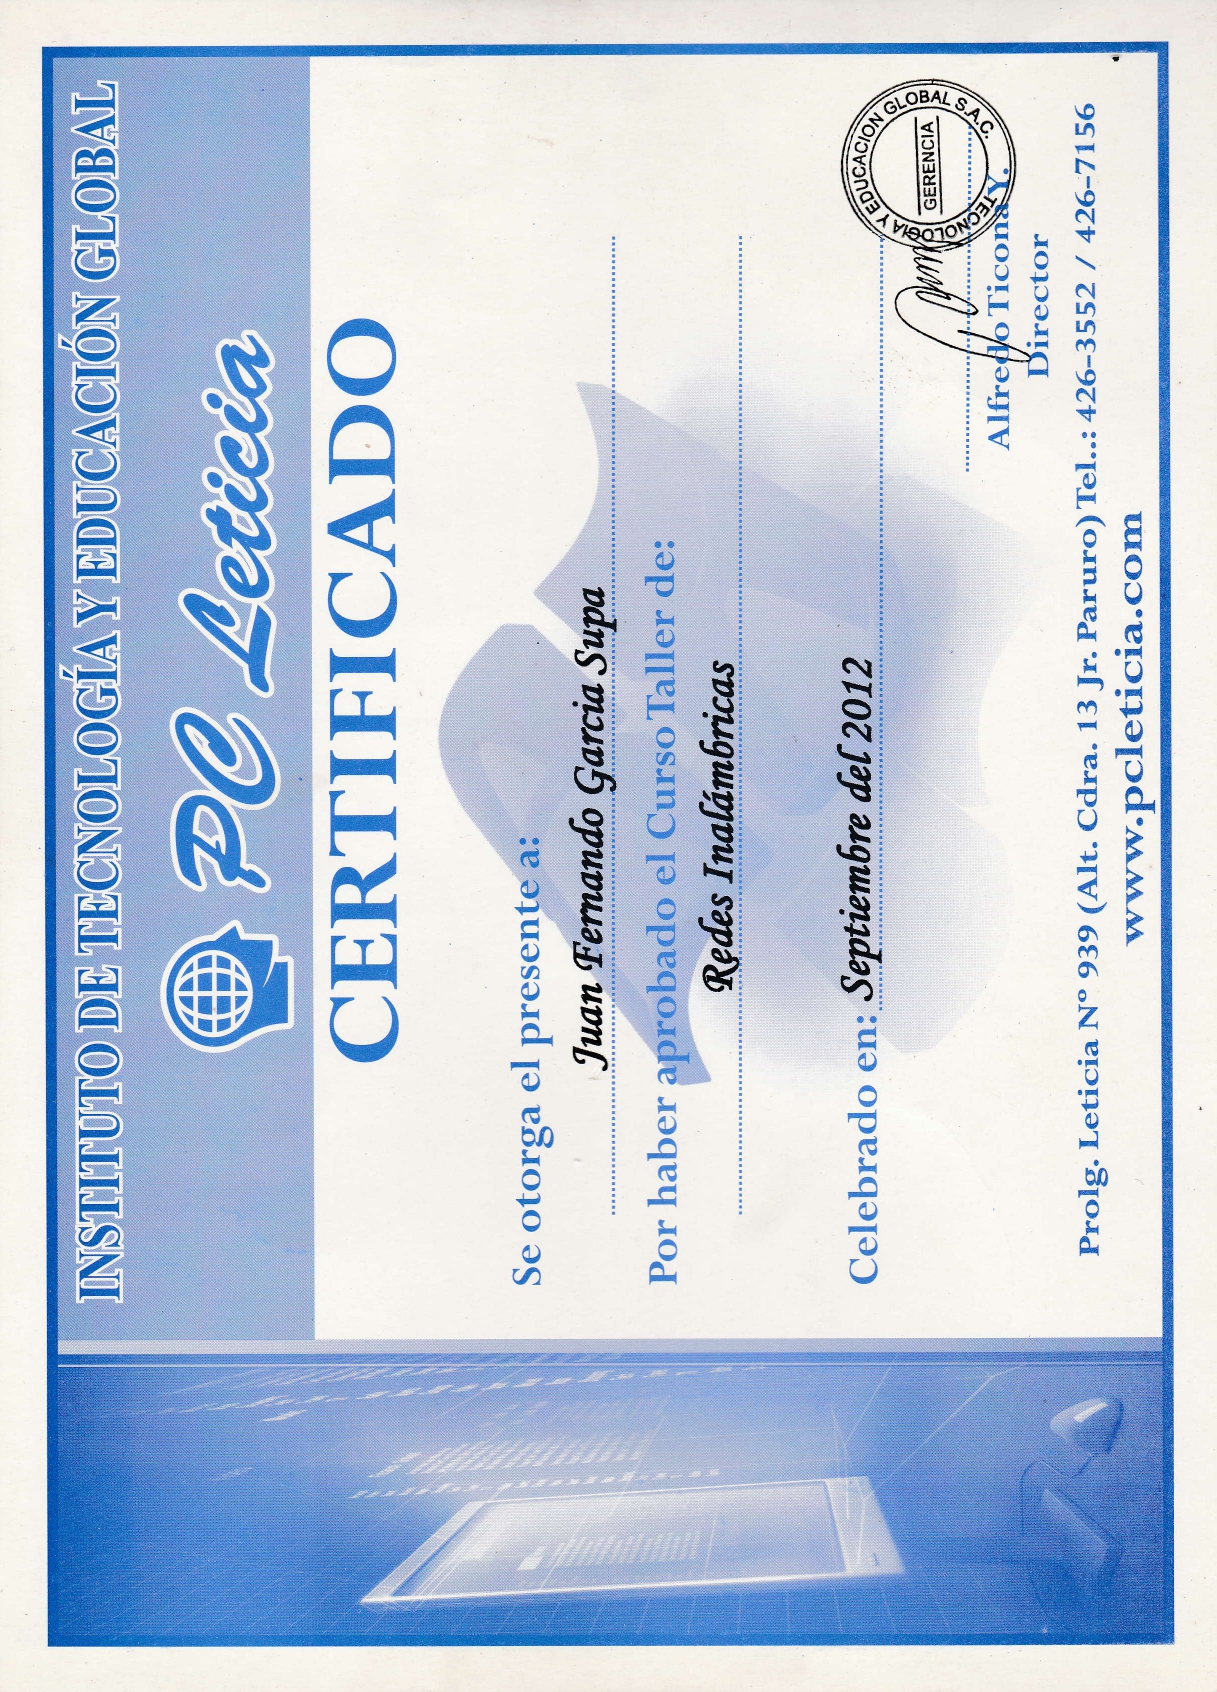 INSTITUTO DE TECNOLOGÍA Y EDUCACIÓN GLOBAL
PC Leticia
CERTIFICADO
Se otorga el presente a:
Juan Fernando Garcia Supa
Por haber aprobado el Curso Taller de:
Redes Inalámbricas
Celebrado en: Septiembre del 2012
TECNOLOGIA Y EDUCACION GLOBAL S.A.C.
GERENCIA
Alfredo Ticona Y.
Director
Prolg. Leticia Nº 939 (Alt. Cdra. 13 Jr. Paruro) Tel..: 426-3552 / 426-7156
www.pcleticia.com